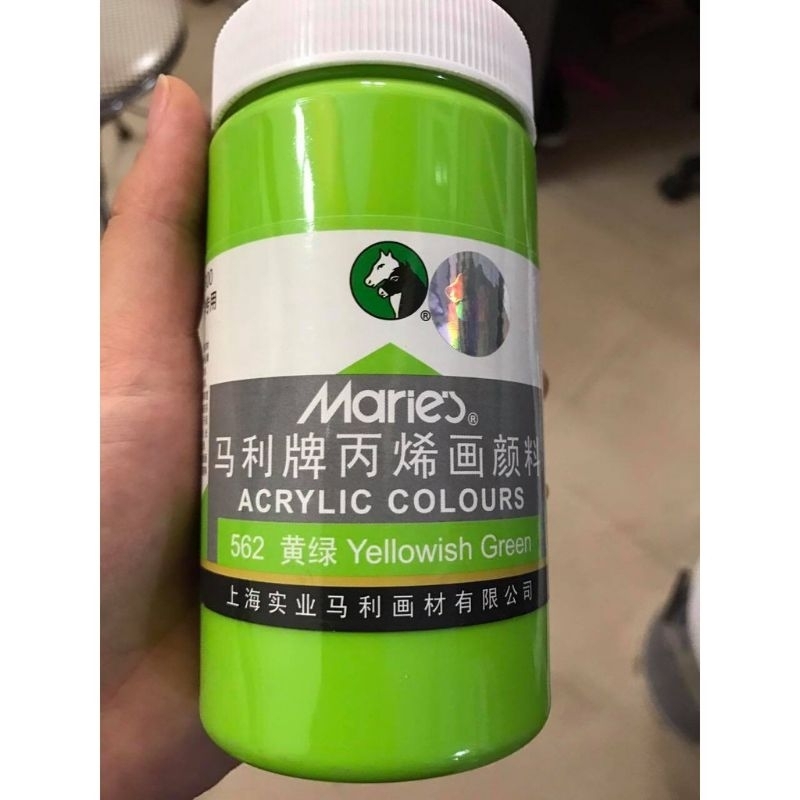 Marie's®
马利牌丙烯画颜料
ACRYLIC COLOURS
562 黄绿 Yellowish Green
上海实业马利画材有限公司